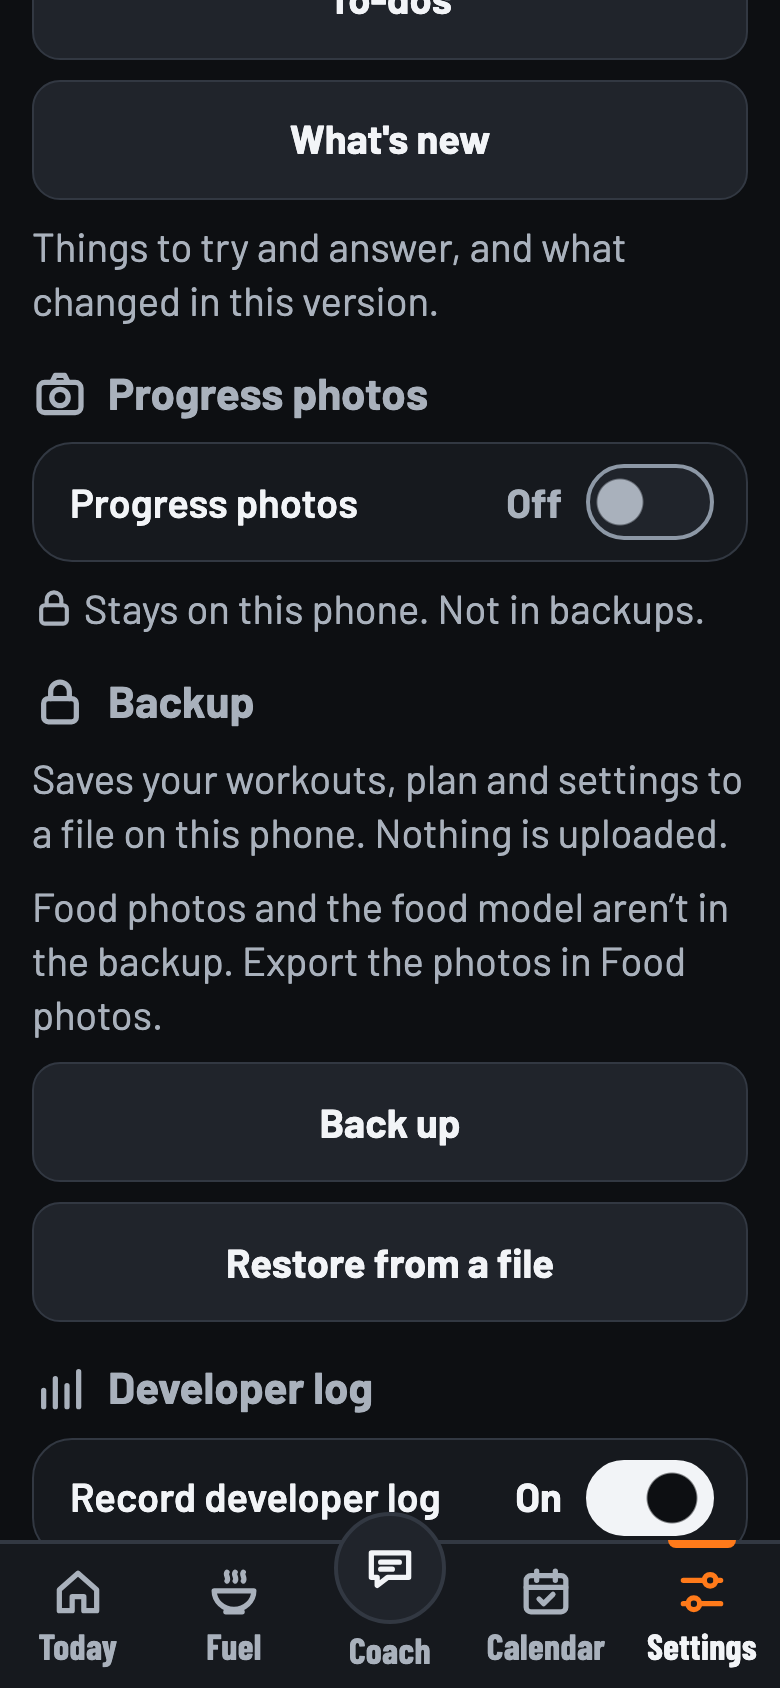 To-dos
What's new
Things to try and answer, and what
changed in this version.
Progress photos
Progress photos Off
Stays on this phone. Not in backups.
Backup
Saves your workouts, plan and settings to
a file on this phone. Nothing is uploaded.
Food photos and the food model aren’t in
the backup. Export the photos in Food
photos.
Back up
Restore from a file
Developer log
Record developer log On
Today Fuel Coach Calendar Settings